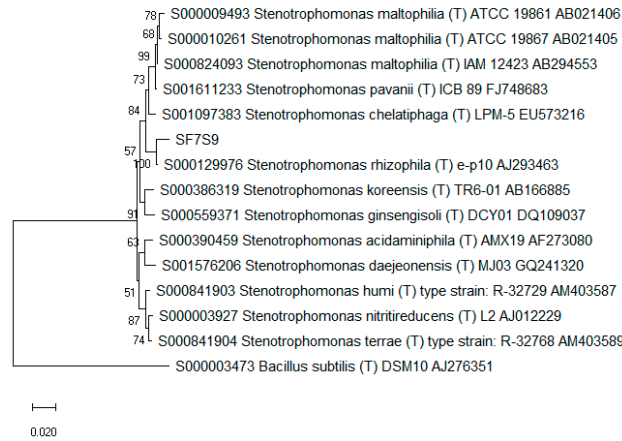 78
S000009493 Stenotrophomonas maltophilia (T) ATCC 19861 AB021406
68
S000010261 Stenotrophomonas maltophilia (T) ATCC 19867 AB021405
99
S000824093 Stenotrophomonas maltophilia (T) IAM 12423 AB294553
73
S001611233 Stenotrophomonas pavanii (T) ICB 89 FJ748683
84
S001097383 Stenotrophomonas chelatiphaga (T) LPM-5 EU573216
SF7S9
57
100
S000129976 Stenotrophomonas rhizophila (T) e-p10 AJ293463
S000386319 Stenotrophomonas koreensis (T) TR6-01 AB166885
91
S000559371 Stenotrophomonas ginsengisoli (T) DCY01 DQ109037
63
S000390459 Stenotrophomonas acidaminiphila (T) AMX19 AF273080
S001576206 Stenotrophomonas daejeonensis (T) MJ03 GQ241320
51
S000841903 Stenotrophomonas humi (T) type strain: R-32729 AM403587
87
S000003927 Stenotrophomonas nitritireducens (T) L2 AJ012229
74
S000841904 Stenotrophomonas terrae (T) type strain: R-32768 AM403589
S000003473 Bacillus subtilis (T) DSM10 AJ276351
0.020